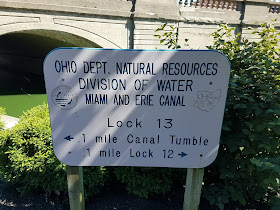 OHIO DEPT. NATURAL RESOURCES
DIVISION OF WATER
MIAMI AND ERIE CANAL
Lock 13
← .1 mile Canal Tumble
.1 mile Lock 12 →